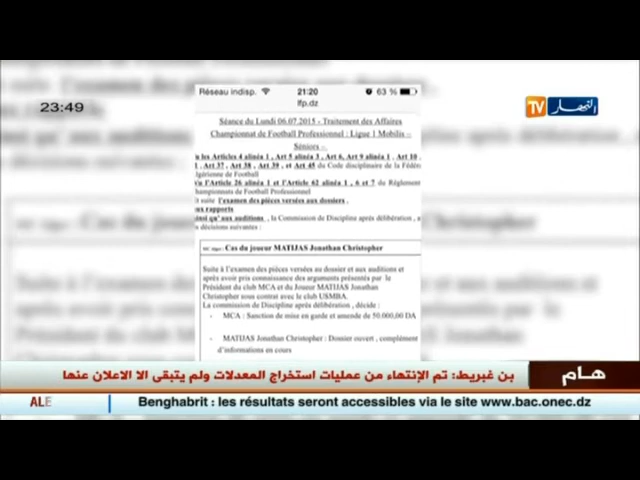 23:49
TV النهار
Réseau indisp. 21:20 63 %
lfp.dz
Séance du Lundi 06.07.2015 - Traitement des Affaires
Championnat de Football Professionnel : Ligue 1 Mobilis –
Séniors –
u les Articles 4 alinéa 1 , Art 5 alinéa 3 , Art 6, Art 9 alinéa 1 , Art 10 ,
1 , Art 37, Art 38 , Art 39 , et Art 45 du Code disciplinaire de la Fédéra
lgérienne de Football
u l'Article 26 alinéa 1 et l'Article 62 alinéa 1 , 6 et 7 du Règlement
hampionnats de Football Professionnel
t suite l'examen des pièces versées au dossiers ,
ux rapports
insi qu' aux auditions , la Commission de Discipline après délibération , a
s décisions suivantes :
Cas du joueur MATIJAS Jonathan Christopher
Suite à l'examen des pièces versées au dossier et aux auditions et
après avoir pris connaissance des arguments présentés par le
Président du club MCA et du Joueur MATIJAS Jonathan
Christopher sous contrat avec le club USMBA.
La commission de Discipline après délibération , décide :
- MCA : Sanction de mise en garde et amende de 50.000,00 DA
- MATIJAS Jonathan Christopher : Dossier ouvert , complément
d'informations en cours
هـام
بن غبريط: تم الإنتهاء من عمليات استخراج المعدلات ولم يتبقى الا الاعلان عنها
ALE
Benghabrit : les résultats seront accessibles via le site www.bac.onec.dz